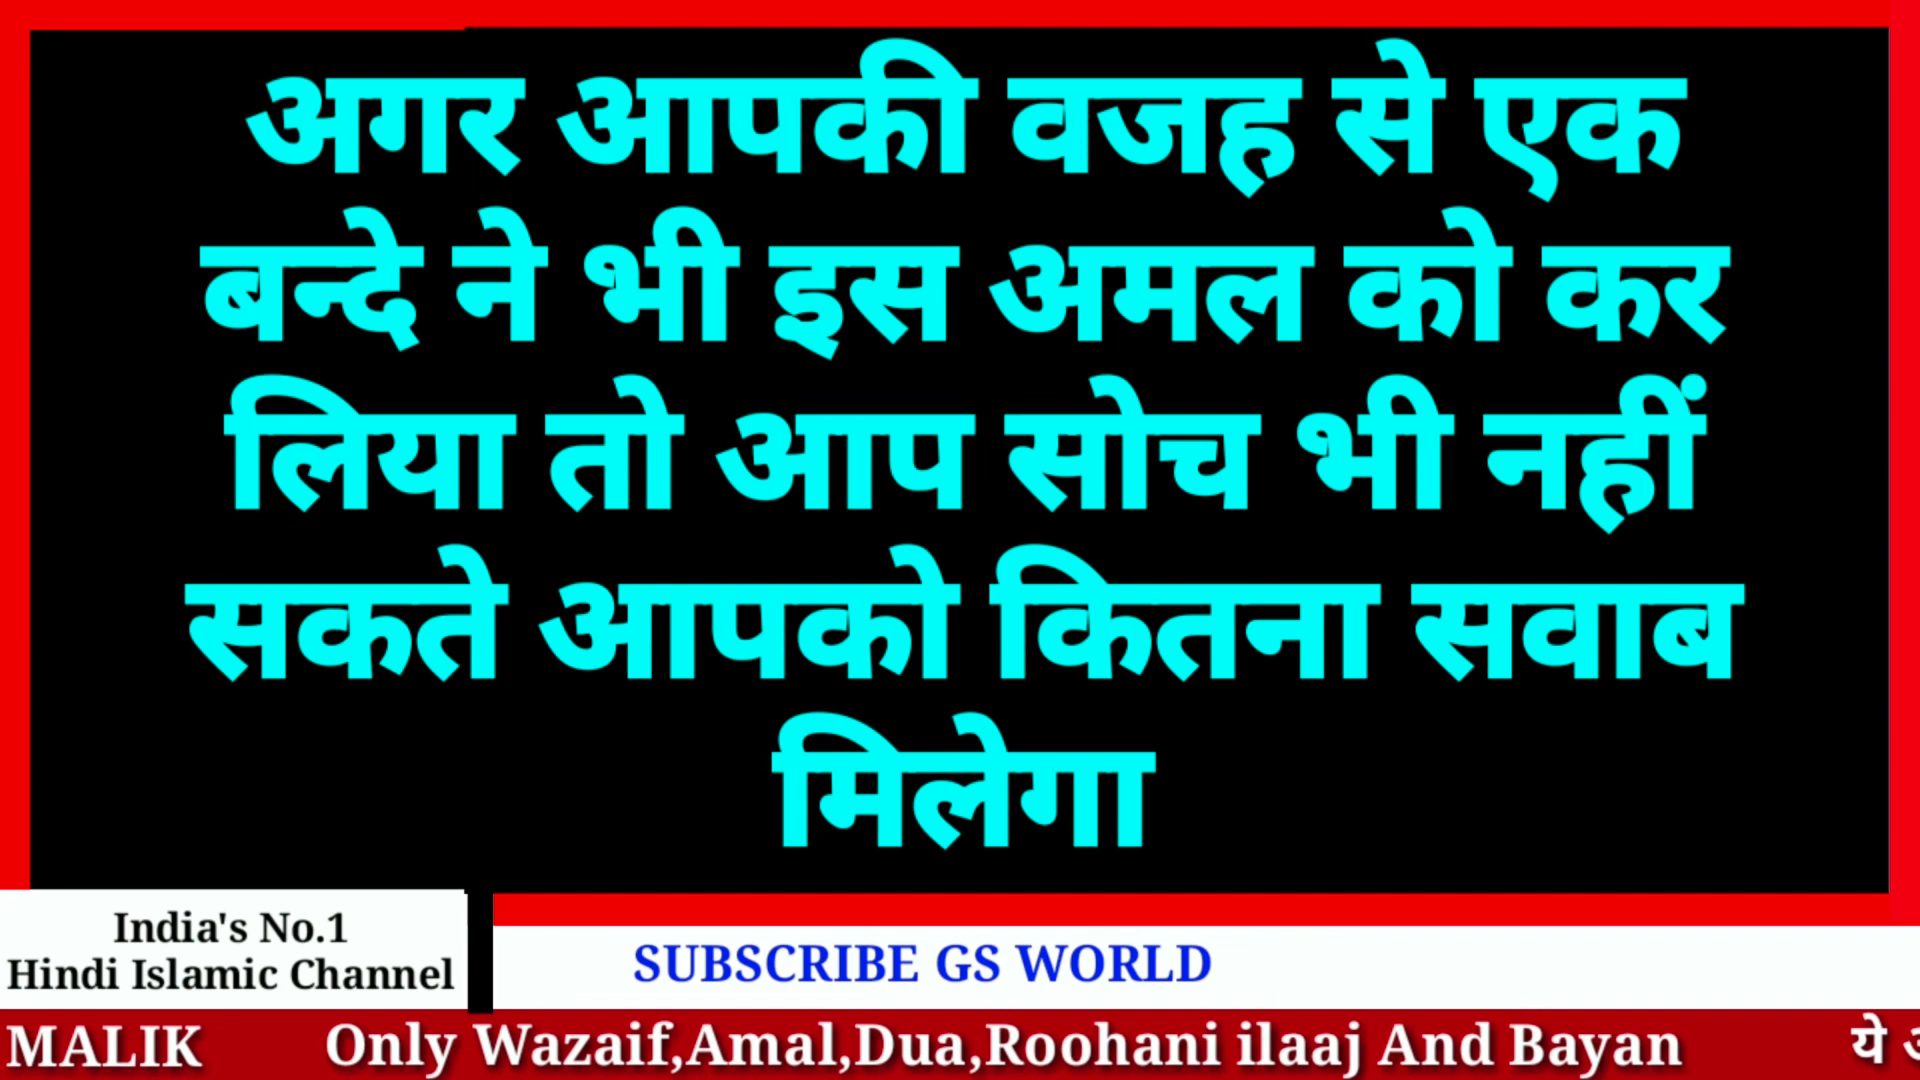 अगर आपकी वजह से एक
बन्दे ने भी इस अमल को कर
लिया तो आप सोच भी नहीं
सकते आपको कितना सवाब
मिलेगा
India's No.1
Hindi Islamic Channel
SUBSCRIBE GS WORLD
MALIK Only Wazaif,Amal,Dua,Roohani ilaaj And Bayan ये